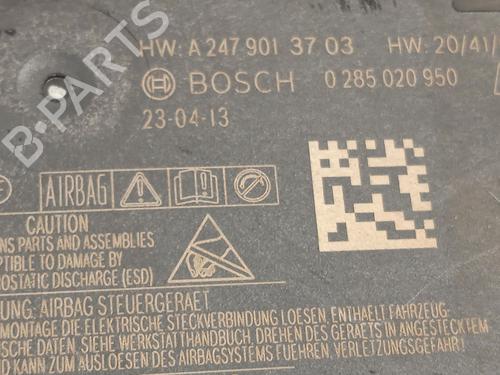 HW: A 247 901 37 03 HW: 20/41/
BOSCH 0 285 020 950
23-04-13
AIRBAG
CAUTION
NS PARTS AND ASSEMBLIES
PTIBLE TO DAMAGE BY
OSTATIC DISCHARGE (ESD)
UNG: AIRBAG STEUERGERAET
MONTAGE DIE ELEKTRISCHE STECKVERBINDUNG LOESEN, ENTHAELT FAHRZEUG-
ISCHE DATEN, SIEHE WERKSTATTHANDBUCH, DREHEN DES GERAETS IN ANGESTECKTEM
ND KANN ZUM AUSLOESEN DES AIRBAGSYSTEMS FUEHREN, VERLETZUNGSGEFAHR!
B-PARTS